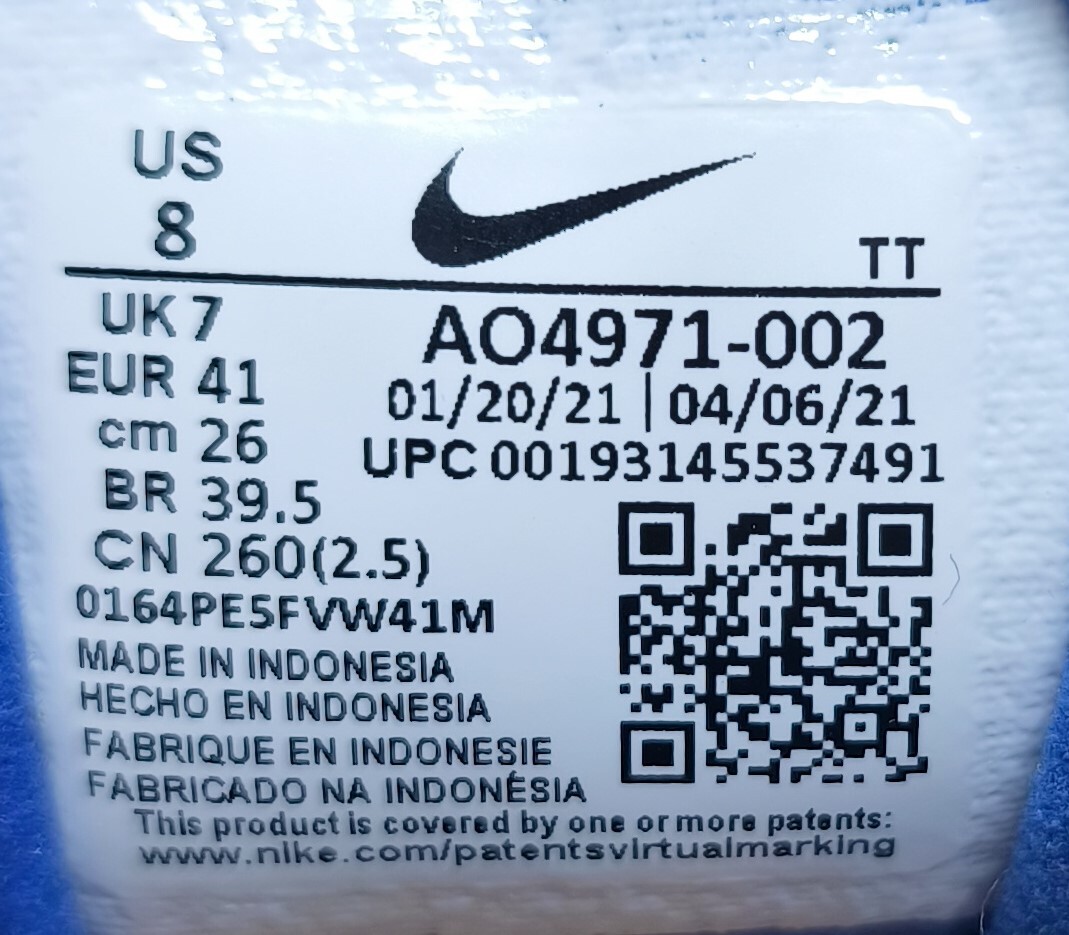 US
8
TT
UK 7
EUR 41
cm 26
BR 39.5
CN 260(2.5)
AO4971-002
01/20/21 | 04/06/21
UPC 00193145537491
0164PE5FVW41M
MADE IN INDONESIA
HECHO EN INDONESIA
FABRIQUE EN INDONESIE
FABRICADO NA INDONÉSIA
This product is covered by one or more patents:
www.nike.com/patentsvirtualmarking